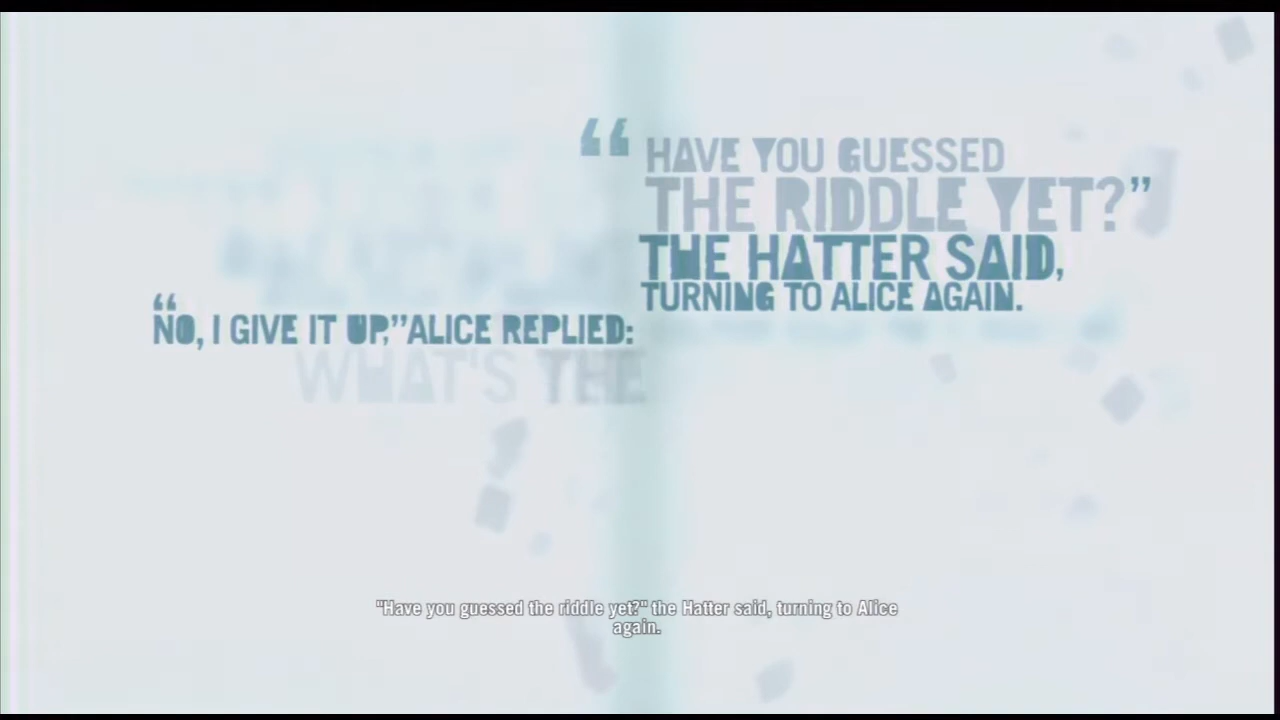 “ HAVE YOU GUESSED
THE RIDDLE YET?”
THE HATTER SAID,
TURNING TO ALICE AGAIN.
“
NO, I GIVE IT UP,”ALICE REPLIED:
WHAT'S THE
"Have you guessed the riddle yet?" the Hatter said, turning to Alice
again.